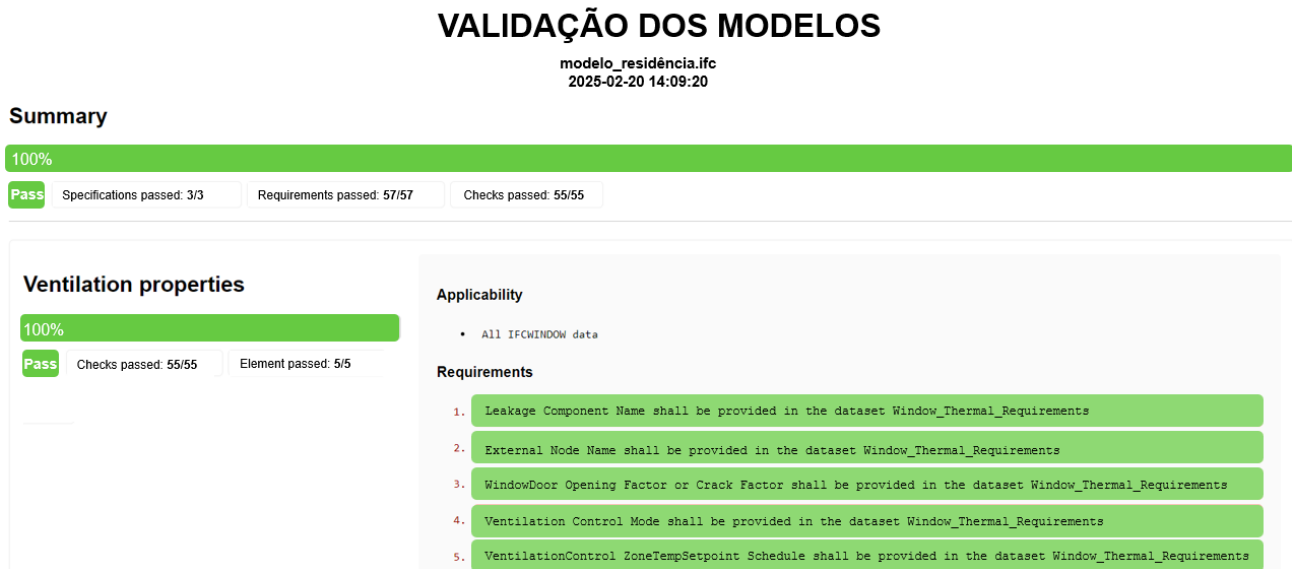 VALIDAÇÃO DOS MODELOS
modelo_residência.ifc
2025-02-20 14:09:20
Summary
100%
Pass Specifications passed: 3/3 Requirements passed: 57/57 Checks passed: 55/55
Ventilation properties
100%
Pass Checks passed: 55/55 Element passed: 5/5
Applicability
• All IFCWINDOW data
Requirements
1. Leakage Component Name shall be provided in the dataset Window_Thermal_Requirements
2. External Node Name shall be provided in the dataset Window_Thermal_Requirements
3. WindowDoor Opening Factor or Crack Factor shall be provided in the dataset Window_Thermal_Requirements
4. Ventilation Control Mode shall be provided in the dataset Window_Thermal_Requirements
5. VentilationControl ZoneTempSetpoint Schedule shall be provided in the dataset Window_Thermal_Requirements